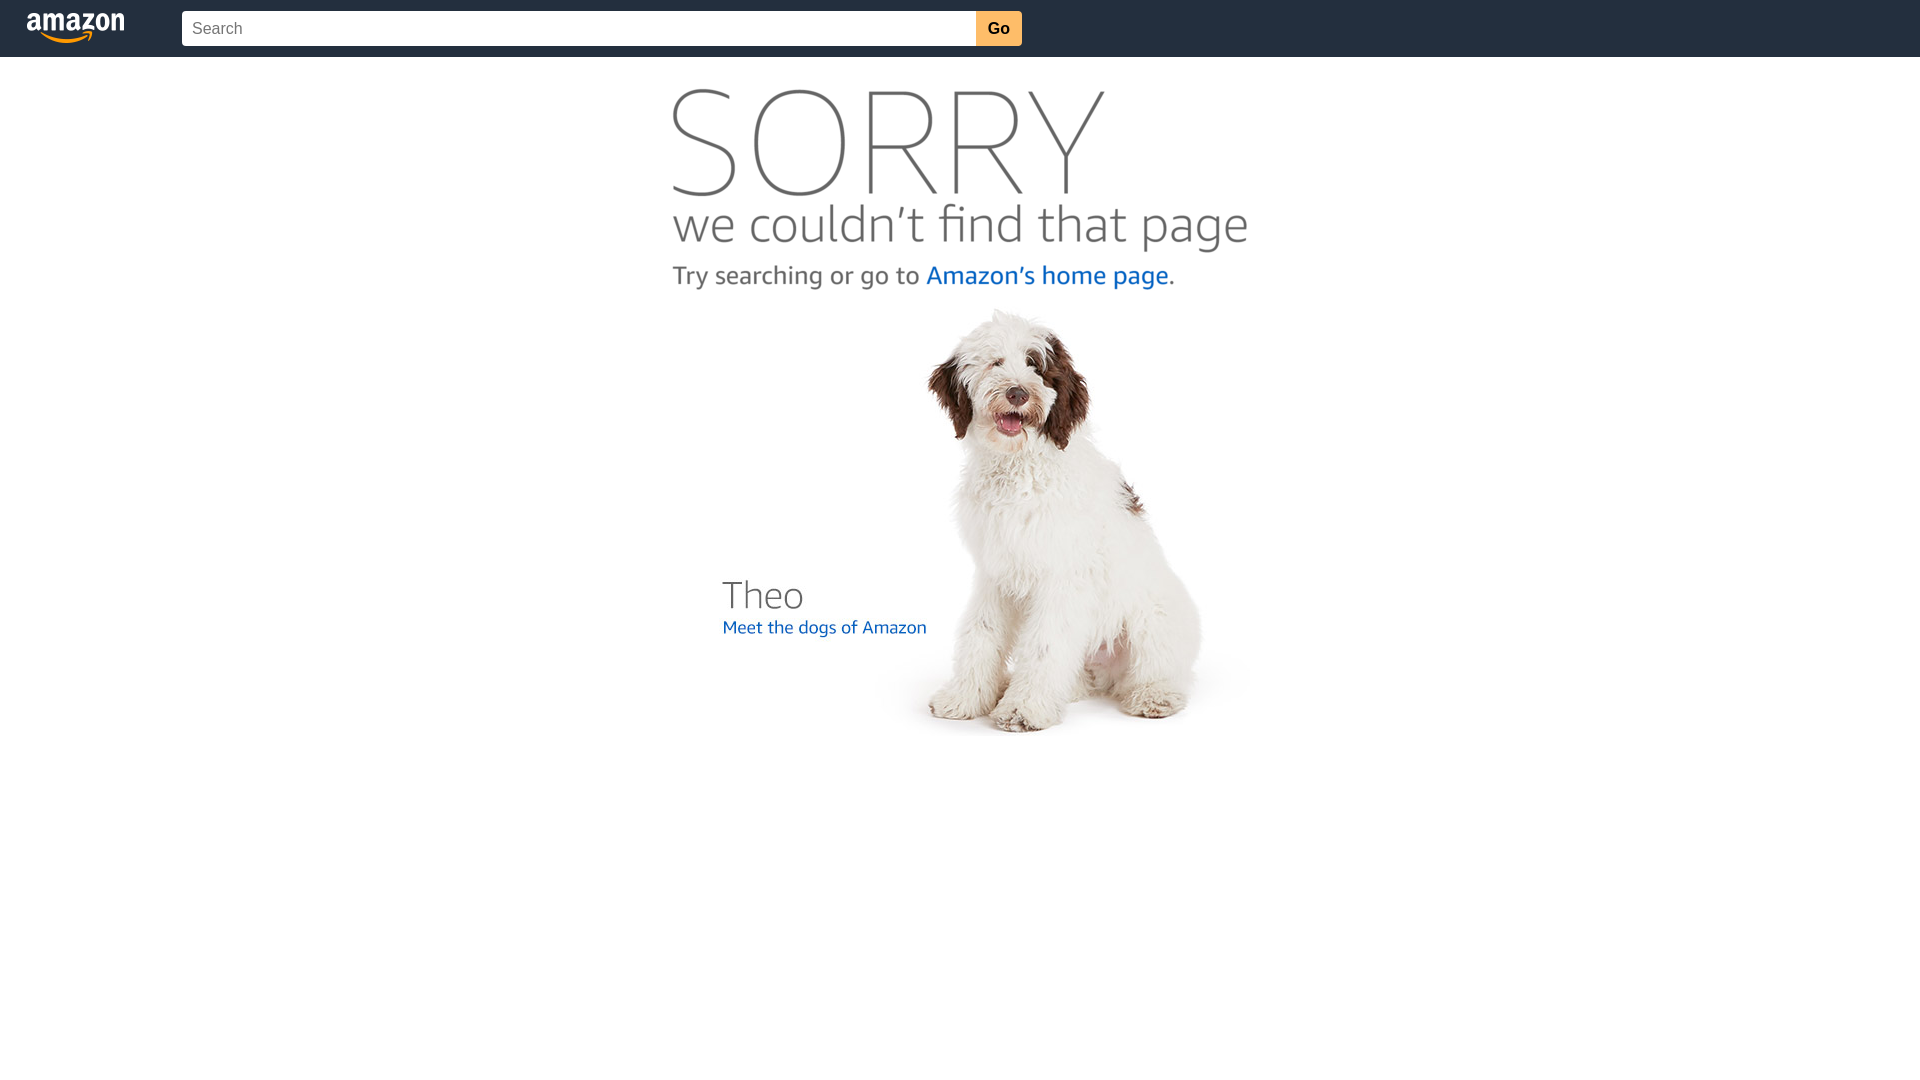 amazon
Search
Go
SORRY
we couldn't find that page
Try searching or go to Amazon's home page.
Theo
Meet the dogs of Amazon